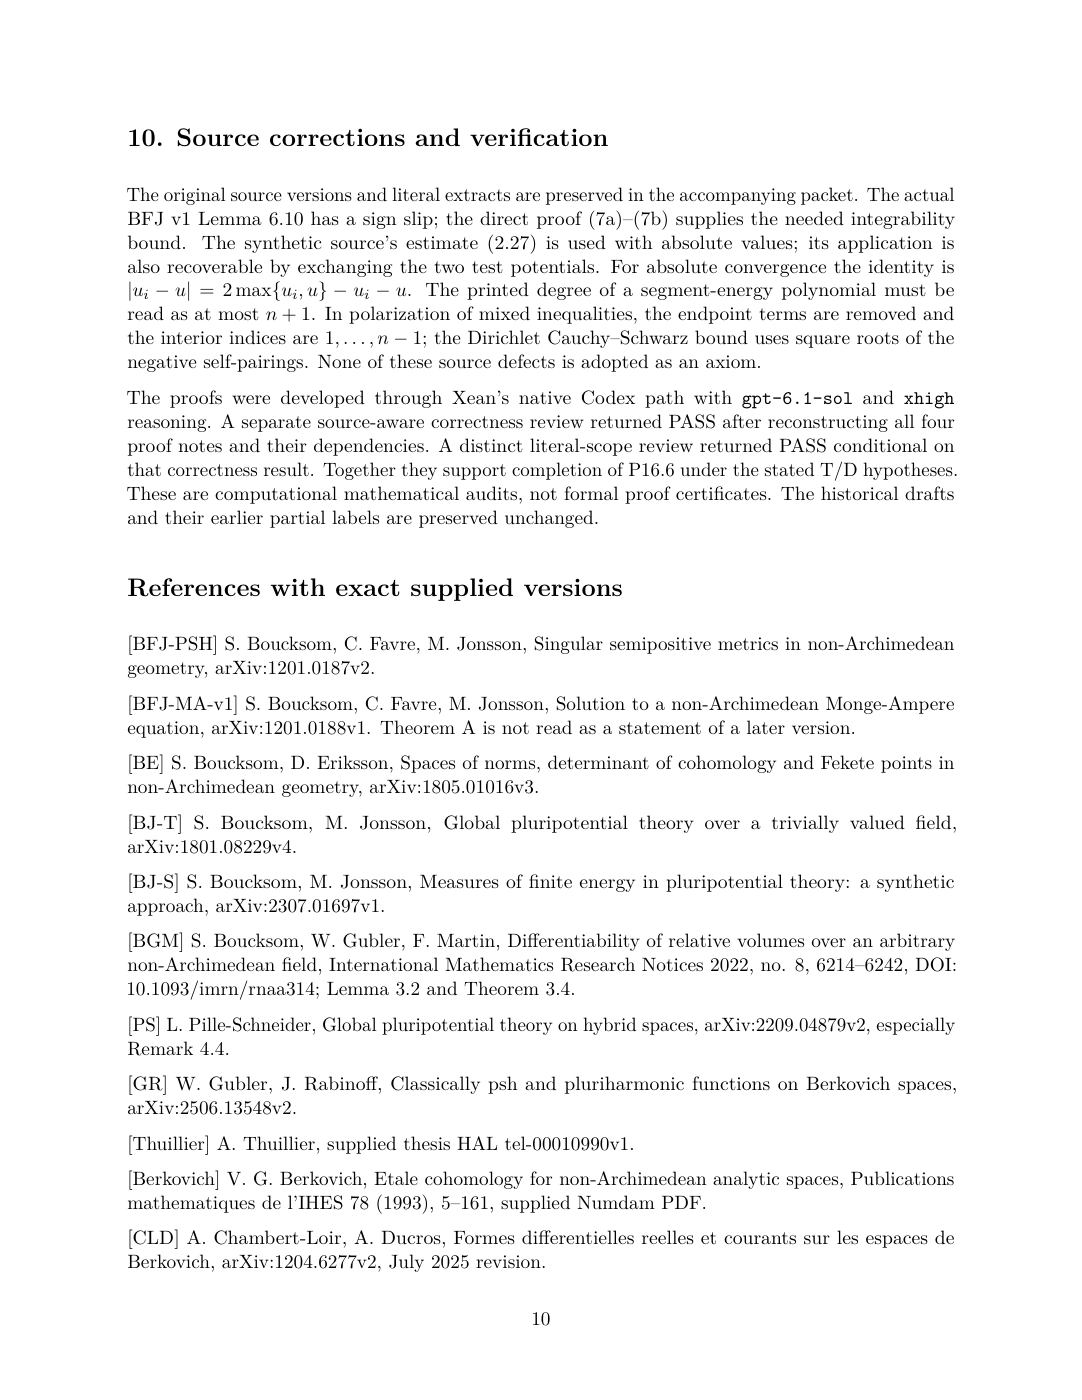 10. Source corrections and verification
The original source versions and literal extracts are preserved in the accompanying packet. The actual
BFJ v1 Lemma 6.10 has a sign slip; the direct proof (7a)–(7b) supplies the needed integrability
bound. The synthetic source's estimate (2.27) is used with absolute values; its application is
also recoverable by exchanging the two test potentials. For absolute convergence the identity is
|uᵢ − u| = 2 max{uᵢ, u} − uᵢ − u. The printed degree of a segment-energy polynomial must be
read as at most n + 1. In polarization of mixed inequalities, the endpoint terms are removed and
the interior indices are 1, . . . , n − 1; the Dirichlet Cauchy–Schwarz bound uses square roots of the
negative self-pairings. None of these source defects is adopted as an axiom.
The proofs were developed through Xean's native Codex path with gpt-6.1-sol and xhigh
reasoning. A separate source-aware correctness review returned PASS after reconstructing all four
proof notes and their dependencies. A distinct literal-scope review returned PASS conditional on
that correctness result. Together they support completion of P16.6 under the stated T/D hypotheses.
These are computational mathematical audits, not formal proof certificates. The historical drafts
and their earlier partial labels are preserved unchanged.
References with exact supplied versions
[BFJ-PSH] S. Boucksom, C. Favre, M. Jonsson, Singular semipositive metrics in non-Archimedean
geometry, arXiv:1201.0187v2.
[BFJ-MA-v1] S. Boucksom, C. Favre, M. Jonsson, Solution to a non-Archimedean Monge-Ampere
equation, arXiv:1201.0188v1. Theorem A is not read as a statement of a later version.
[BE] S. Boucksom, D. Eriksson, Spaces of norms, determinant of cohomology and Fekete points in
non-Archimedean geometry, arXiv:1805.01016v3.
[BJ-T] S. Boucksom, M. Jonsson, Global pluripotential theory over a trivially valued field,
arXiv:1801.08229v4.
[BJ-S] S. Boucksom, M. Jonsson, Measures of finite energy in pluripotential theory: a synthetic
approach, arXiv:2307.01697v1.
[BGM] S. Boucksom, W. Gubler, F. Martin, Differentiability of relative volumes over an arbitrary
non-Archimedean field, International Mathematics Research Notices 2022, no. 8, 6214–6242, DOI:
10.1093/imrn/rnaa314; Lemma 3.2 and Theorem 3.4.
[PS] L. Pille-Schneider, Global pluripotential theory on hybrid spaces, arXiv:2209.04879v2, especially
Remark 4.4.
[GR] W. Gubler, J. Rabinoff, Classically psh and pluriharmonic functions on Berkovich spaces,
arXiv:2506.13548v2.
[Thuillier] A. Thuillier, supplied thesis HAL tel-00010990v1.
[Berkovich] V. G. Berkovich, Etale cohomology for non-Archimedean analytic spaces, Publications
mathematiques de l'IHES 78 (1993), 5–161, supplied Numdam PDF.
[CLD] A. Chambert-Loir, A. Ducros, Formes differentielles reelles et courants sur les espaces de
Berkovich, arXiv:1204.6277v2, July 2025 revision.
10